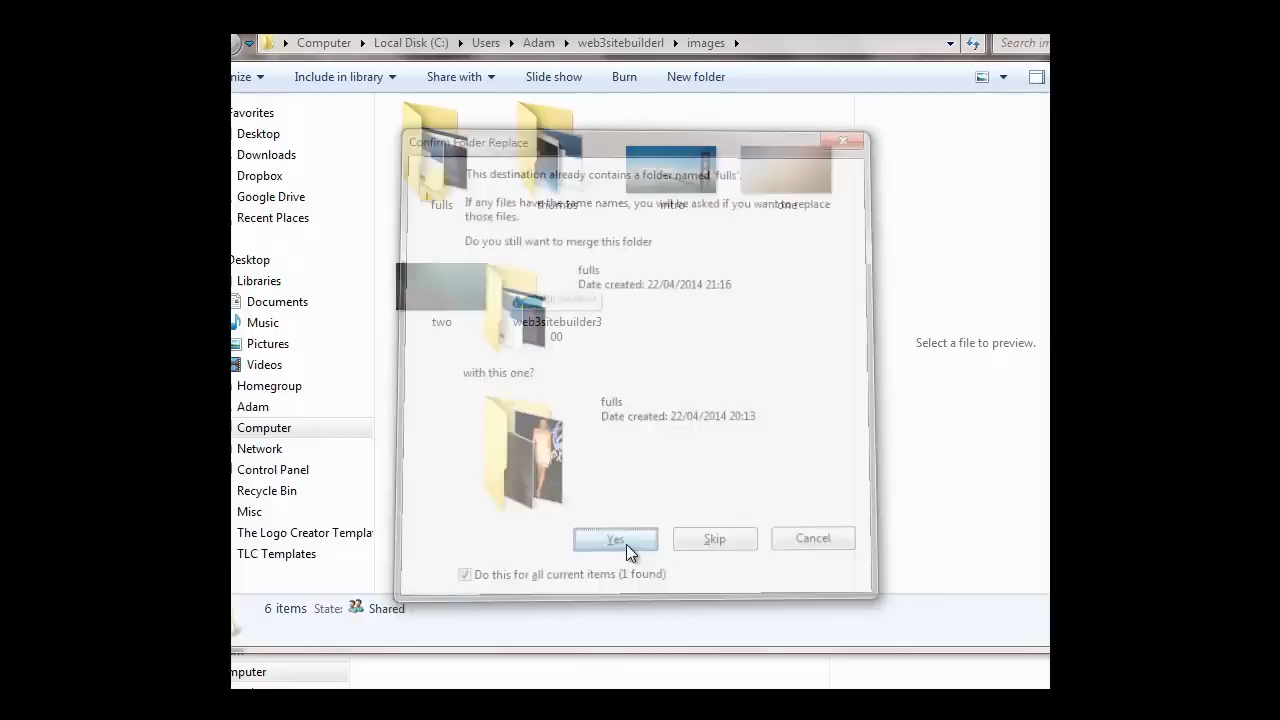 Computer Local Disk (C:) Users Adam web3sitebuilderl images Search im
nize Include in library Share with Slide show Burn New folder
Favorites
Desktop
Downloads
Dropbox
Google Drive
Recent Places
Desktop
Libraries
Documents
Music
Pictures
Videos
Homegroup
Adam
Computer
Network
Control Panel
Recycle Bin
Misc
The Logo Creator Templa
TLC Templates
fulls
thumbs
intro
one
two
web3sitebuilder3
00
Confirm Folder Replace
This destination already contains a folder named 'fulls'.
If any files have the same names, you will be asked if you want to replace
those files.
Do you still want to merge this folder
fulls
Date created: 22/04/2014 21:16
with this one?
fulls
Date created: 22/04/2014 20:13
Yes Skip Cancel
Do this for all current items (1 found)
Select a file to preview.
6 items State: Shared
mputer